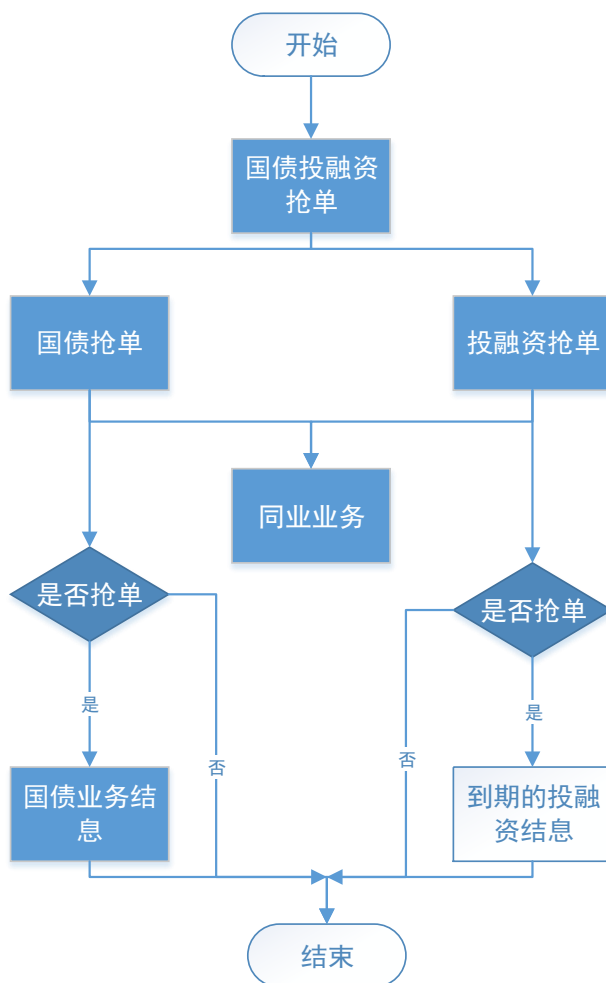 开始
国债投融资
抢单
国债抢单
投融资抢单
同业业务
是否抢单
是否抢单
是
是
否
否
国债业务结
息
到期的投融
资结息
结束